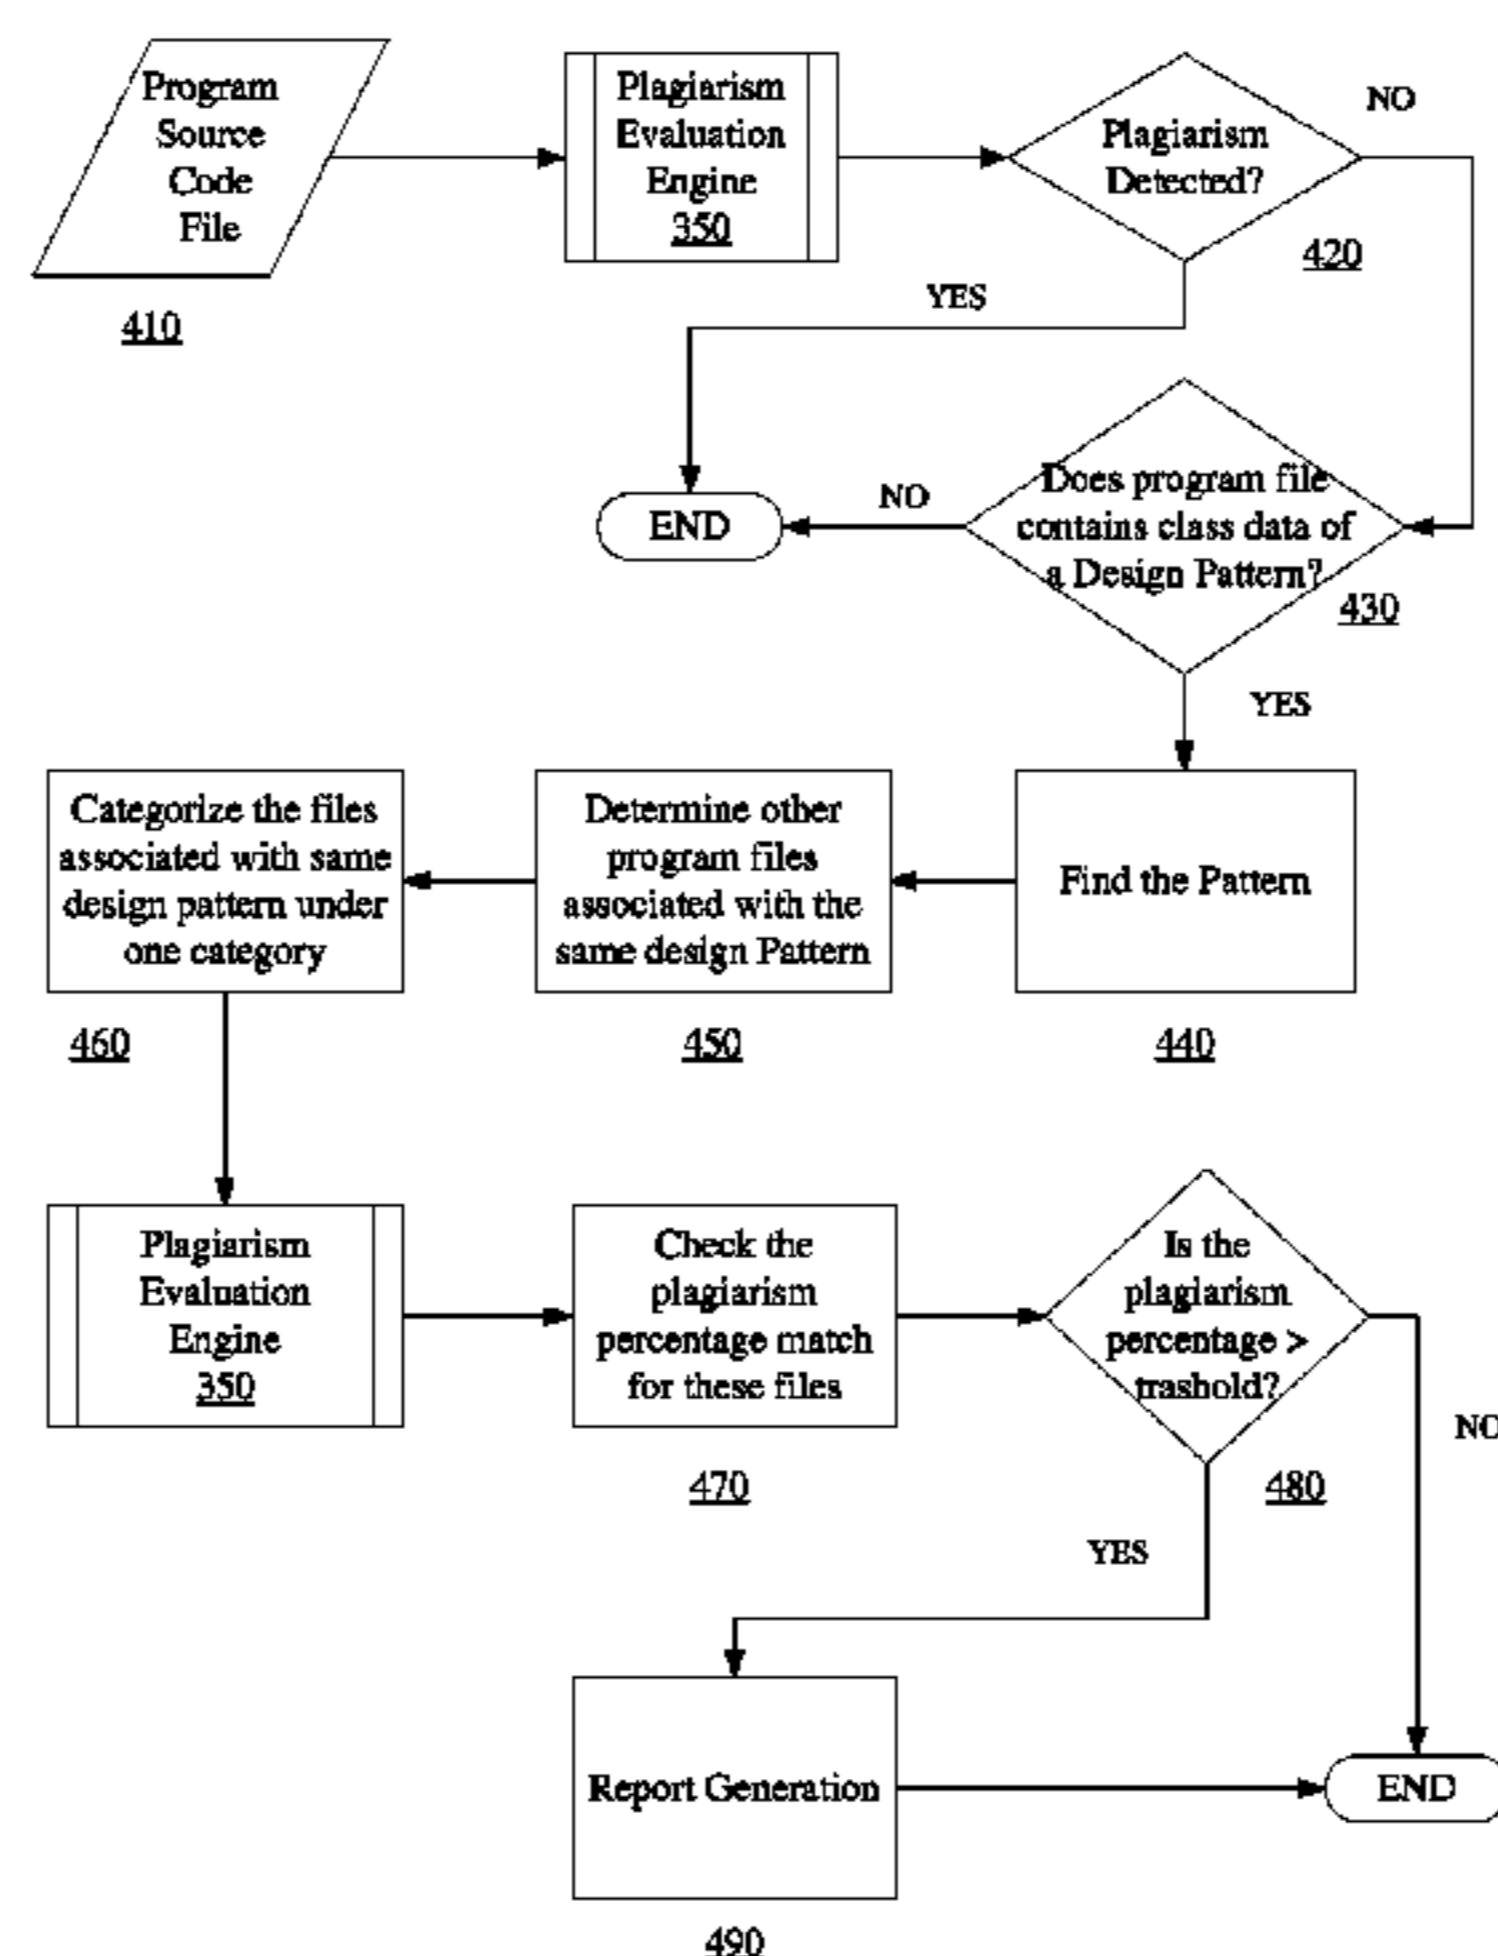 Program
Source
Code
File
410
Plagiarism
Evaluation
Engine
350
Plagiarism
Detected?
420
NO
YES
Does program file
contains class data of
a Design Pattern?
430
NO
END
YES
Categorize the files
associated with same
design pattern under
one category
460
Determine other
program files
associated with the
same design Pattern
450
Find the Pattern
440
Plagiarism
Evaluation
Engine
350
Check the
plagiarism
percentage match
for these files
470
Is the
plagiarism
percentage >
trashold?
480
NO
YES
Report Generation
490
END